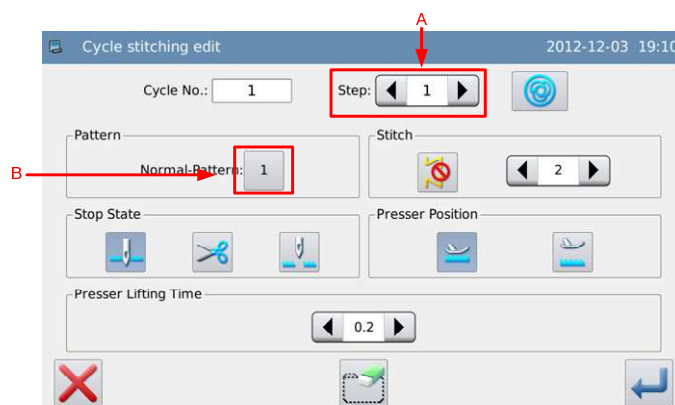 A
Cycle stitching edit 2012-12-03 19:10
Cycle No.: 1 Step: 1
Pattern Stitch
B Normal-Pattern: 1 2
Stop State Presser Position
Presser Lifting Time
0.2